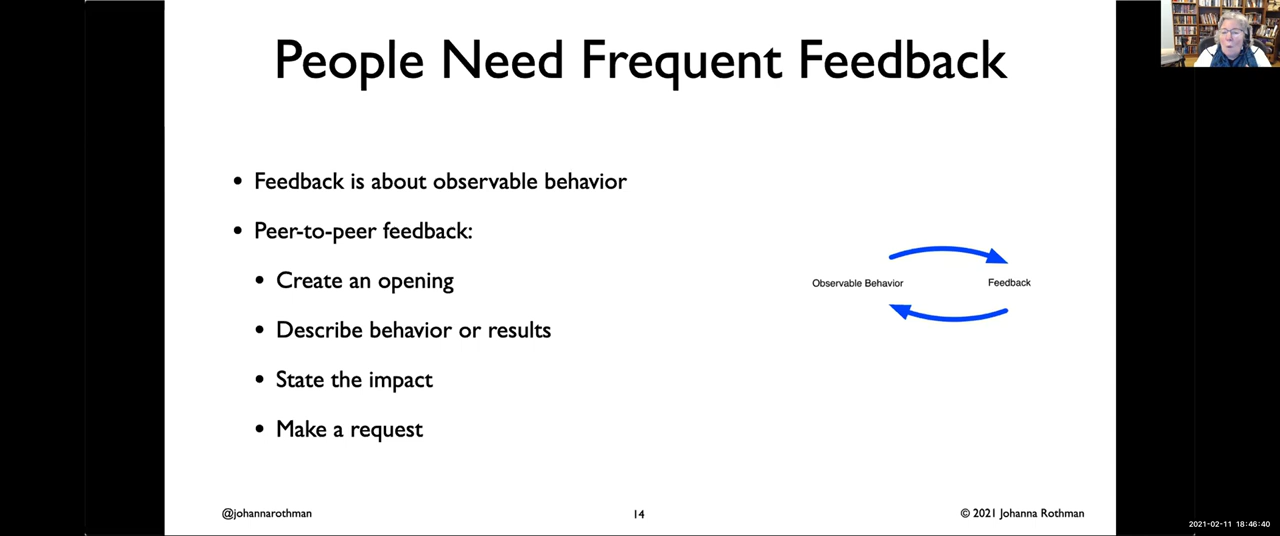 People Need Frequent Feedback
• Feedback is about observable behavior
• Peer-to-peer feedback:
• Create an opening
• Describe behavior or results
• State the impact
• Make a request
Observable Behavior
Feedback
@johannarothman
14
© 2021 Johanna Rothman
2021-02-11 18:46:40